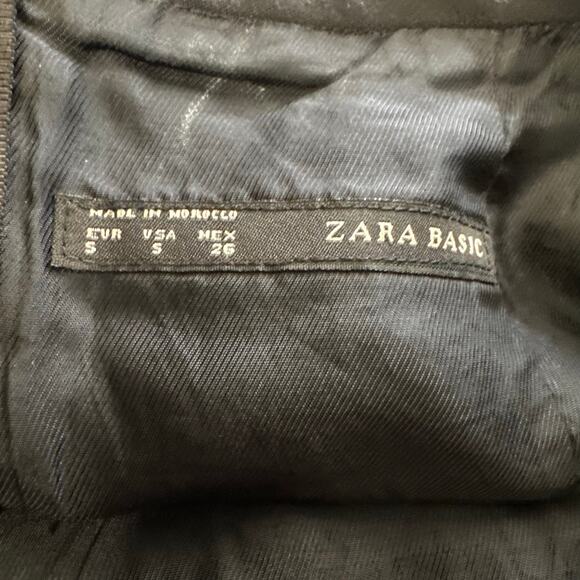 MADE IN MOROCCO
EUR USA MEX
S S 26
ZARA BASIC